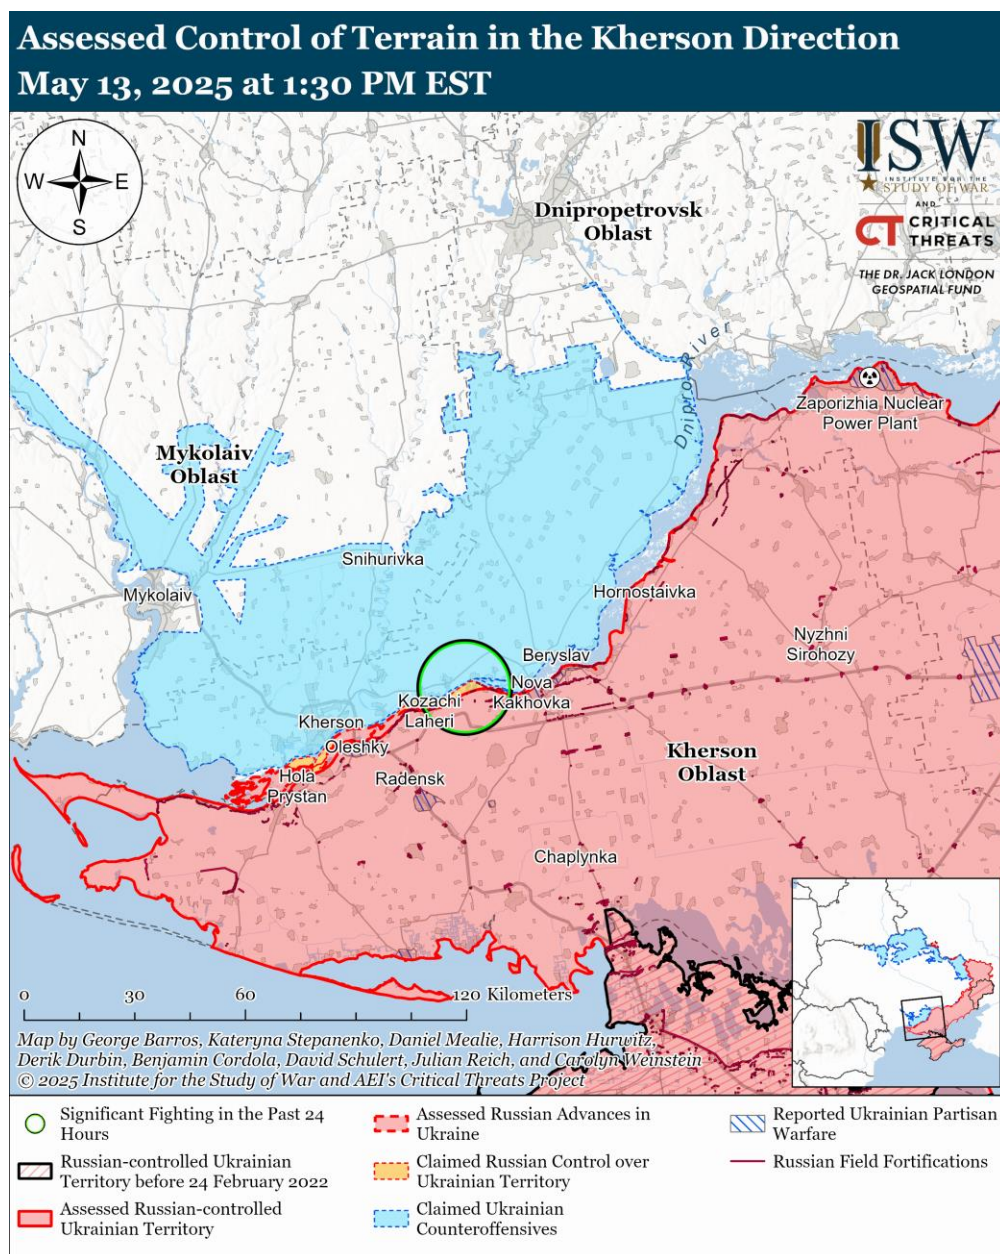 Assessed Control of Terrain in the Kherson Direction
May 13, 2025 at 1:30 PM EST
N
W E
S
ISW
INSTITUTE FOR THE
STUDY OF WAR
AND
CT CRITICAL
THREATS
THE DR. JACK LONDON
GEOSPATIAL FUND
Dnipropetrovsk
Oblast
Dnipro River
Zaporizhia Nuclear
Power Plant
Mykolaiv
Oblast
Snihurivka
Mykolaiv
Hornostaivka
Nyzhni
Sirohozy
Beryslav
Nova
Kakhovka
Kozachi
Laheri
Kherson
Oleshky
Kherson
Oblast
Hola
Prystan
Radensk
Chaplynka
0 30 60 120 Kilometers
Map by George Barros, Kateryna Stepanenko, Daniel Mealie, Harrison Hurwitz,
Derik Durbin, Benjamin Cordola, David Schulert, Julian Reich, and Carolyn Weinstein
© 2025 Institute for the Study of War and AEI's Critical Threats Project
Significant Fighting in the Past 24
Hours
Russian-controlled Ukrainian
Territory before 24 February 2022
Assessed Russian-controlled
Ukrainian Territory
Assessed Russian Advances in
Ukraine
Claimed Russian Control over
Ukrainian Territory
Claimed Ukrainian
Counteroffensives
Reported Ukrainian Partisan
Warfare
Russian Field Fortifications